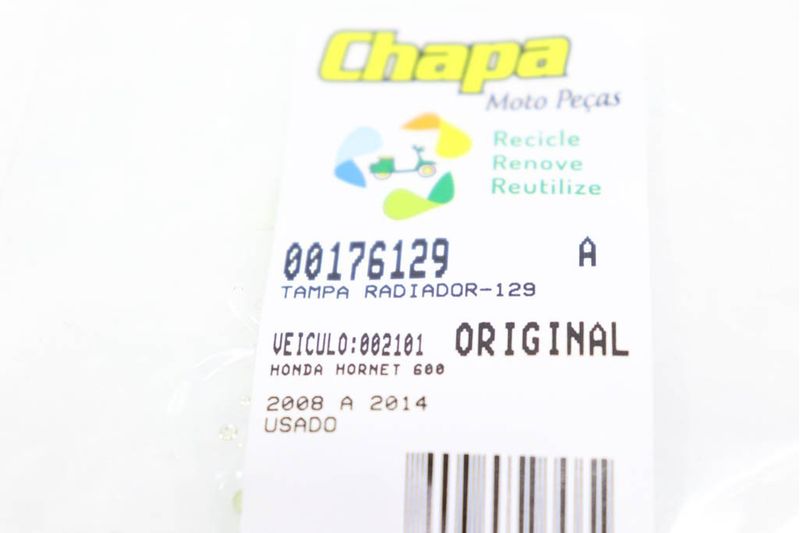 Chapa
Moto Peças
Recicle
Renove
Reutilize
00176129 A
TAMPA RADIADOR-129
VEICULO:002101 ORIGINAL
HONDA HORNET 600
2008 A 2014
USADO